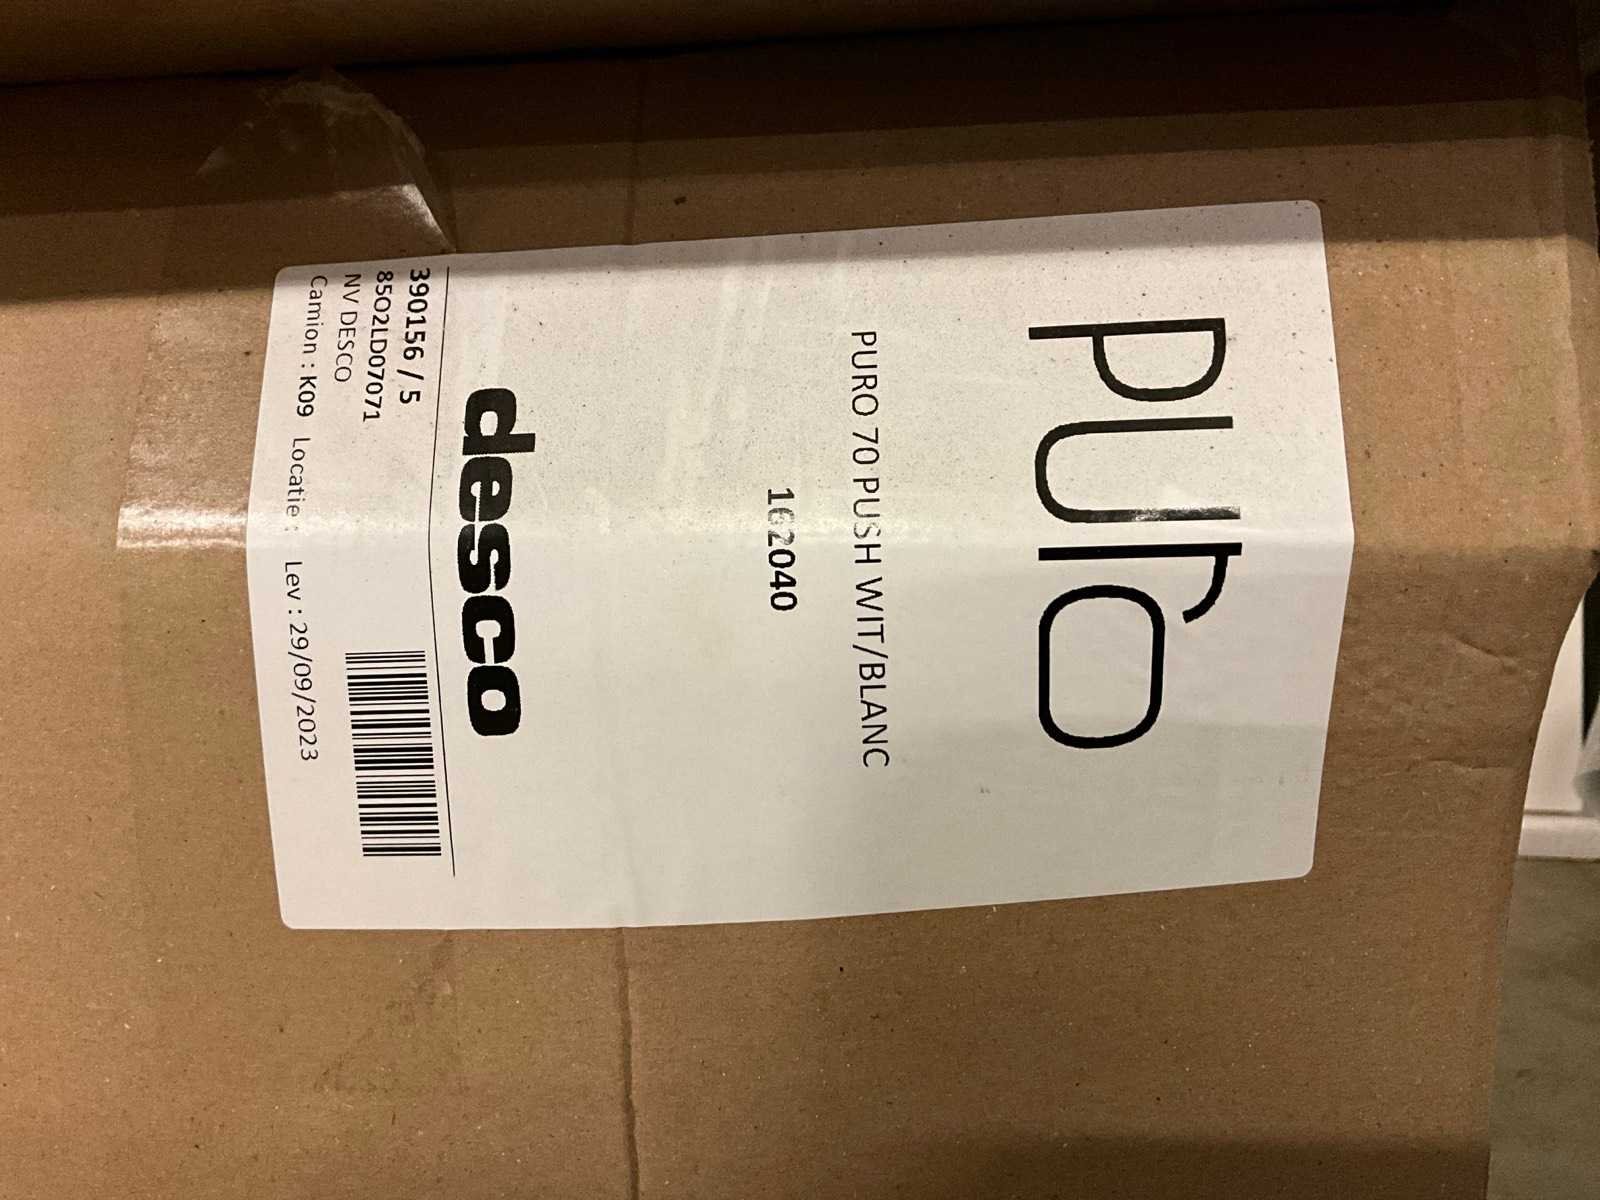 puro
PURO 70 PUSH WIT/BLANC
162040
desco
390156 / 5
85O2LD07071
NV DESCO
Camion : K09 Locatie : Lev : 29/09/2023